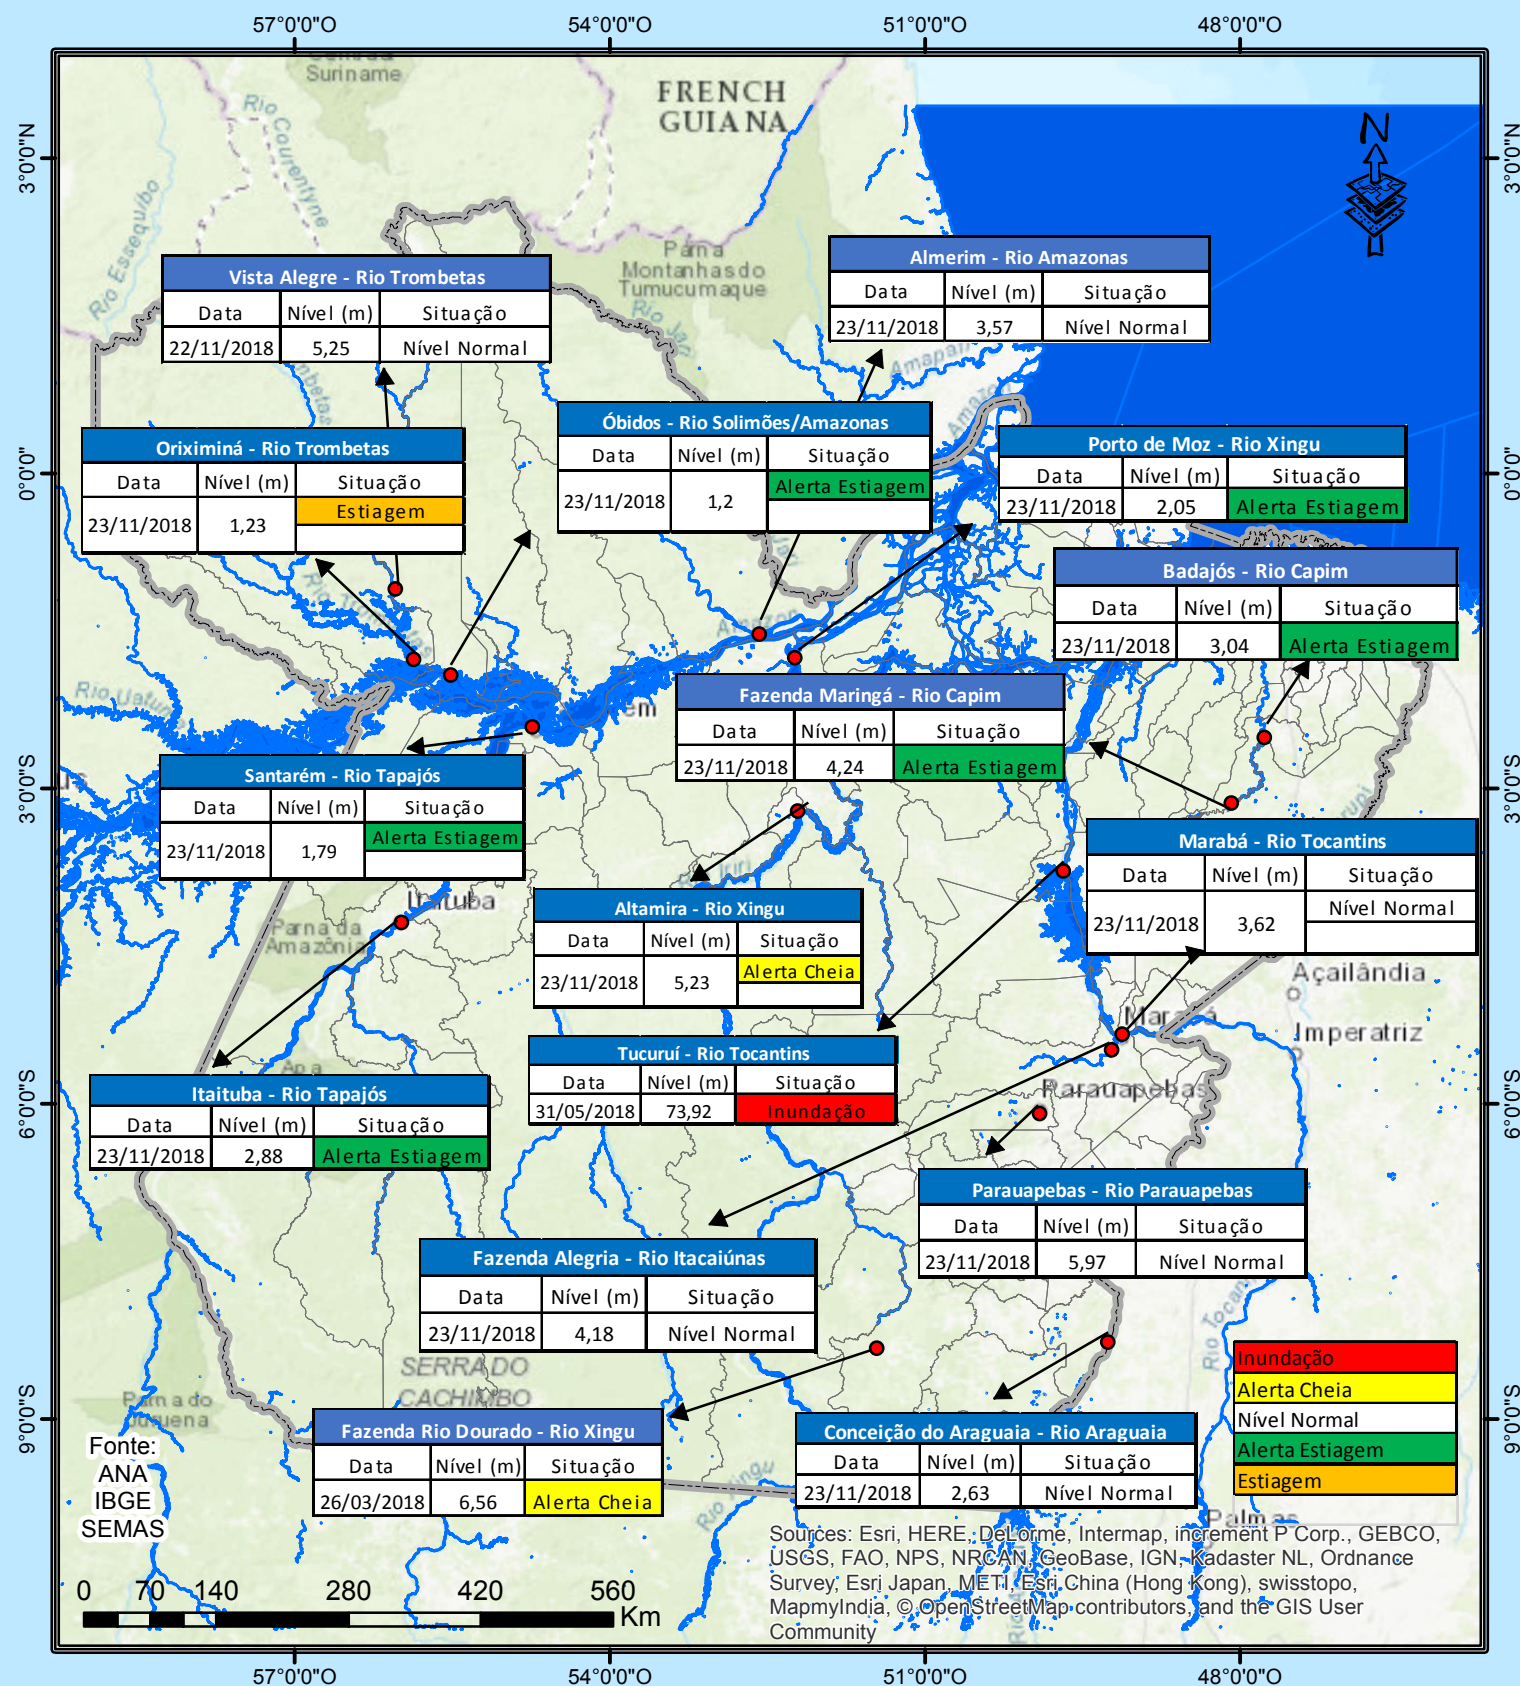 57°0'0"O
54°0'0"O
51°0'0"O
48°0'0"O
3°0'0"N
0°0'0"
3°0'0"S
6°0'0"S
9°0'0"S
3°0'0"N
0°0'0"
3°0'0"S
6°0'0"S
9°0'0"S
Suriname
FRENCH
GUIANA
Rio Courentyne
Rio Essequibo
Parna
Montanhas do
Tumucumaque
Rio Jari
N
Vista Alegre - Rio Trombetas
Data Nível (m) Situação
22/11/2018 5,25 Nível Normal
Almerim - Rio Amazonas
Data Nível (m) Situação
23/11/2018 3,57 Nível Normal
Óbidos - Rio Solimões/Amazonas
Data Nível (m) Situação
23/11/2018 1,2 Alerta Estiagem
Oriximiná - Rio Trombetas
Data Nível (m) Situação
23/11/2018 1,23 Estiagem
Porto de Moz - Rio Xingu
Data Nível (m) Situação
23/11/2018 2,05 Alerta Estiagem
Badajós - Rio Capim
Data Nível (m) Situação
23/11/2018 3,04 Alerta Estiagem
Amazon
Fazenda Maringá - Rio Capim
Data Nível (m) Situação
23/11/2018 4,24 Alerta Estiagem
Santarém - Rio Tapajós
Data Nível (m) Situação
23/11/2018 1,79 Alerta Estiagem
Marabá - Rio Tocantins
Data Nível (m) Situação
23/11/2018 3,62 Nível Normal
Itaituba
Parna da
Amazônia
Altamira - Rio Xingu
Data Nível (m) Situação
23/11/2018 5,23 Alerta Cheia
Açailândia
Imperatriz
Marabá
Parauapebas
Tucuruí - Rio Tocantins
Data Nível (m) Situação
31/05/2018 73,92 Inundação
Itaituba - Rio Tapajós
Data Nível (m) Situação
23/11/2018 2,88 Alerta Estiagem
Parauapebas - Rio Parauapebas
Data Nível (m) Situação
23/11/2018 5,97 Nível Normal
Fazenda Alegria - Rio Itacaiúnas
Data Nível (m) Situação
23/11/2018 4,18 Nível Normal
SERRA DO
CACHIMBO
Inundação
Alerta Cheia
Nível Normal
Alerta Estiagem
Estiagem
Fazenda Rio Dourado - Rio Xingu
Data Nível (m) Situação
26/03/2018 6,56 Alerta Cheia
Conceição do Araguaia - Rio Araguaia
Data Nível (m) Situação
23/11/2018 2,63 Nível Normal
Rio Xingu
Palmas
Fonte:
ANA
IBGE
SEMAS
Sources: Esri, HERE, DeLorme, Intermap, increment P Corp., GEBCO,
USGS, FAO, NPS, NRCAN, GeoBase, IGN, Kadaster NL, Ordnance
Survey, Esri Japan, METI, Esri China (Hong Kong), swisstopo,
MapmyIndia, © OpenStreetMap contributors, and the GIS User
Community
0 70 140 280 420 560
Km
57°0'0"O
54°0'0"O
51°0'0"O
48°0'0"O